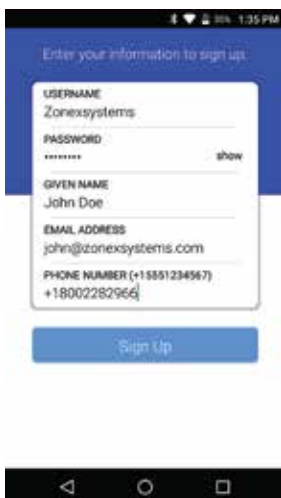 1:35 PM
Enter your information to sign up.
USERNAME
Zonexsystems
PASSWORD
•••••••• show
GIVEN NAME
John Doe
EMAIL ADDRESS
john@zonexsystems.com
PHONE NUMBER (+15551234567)
+18002282966
Sign Up